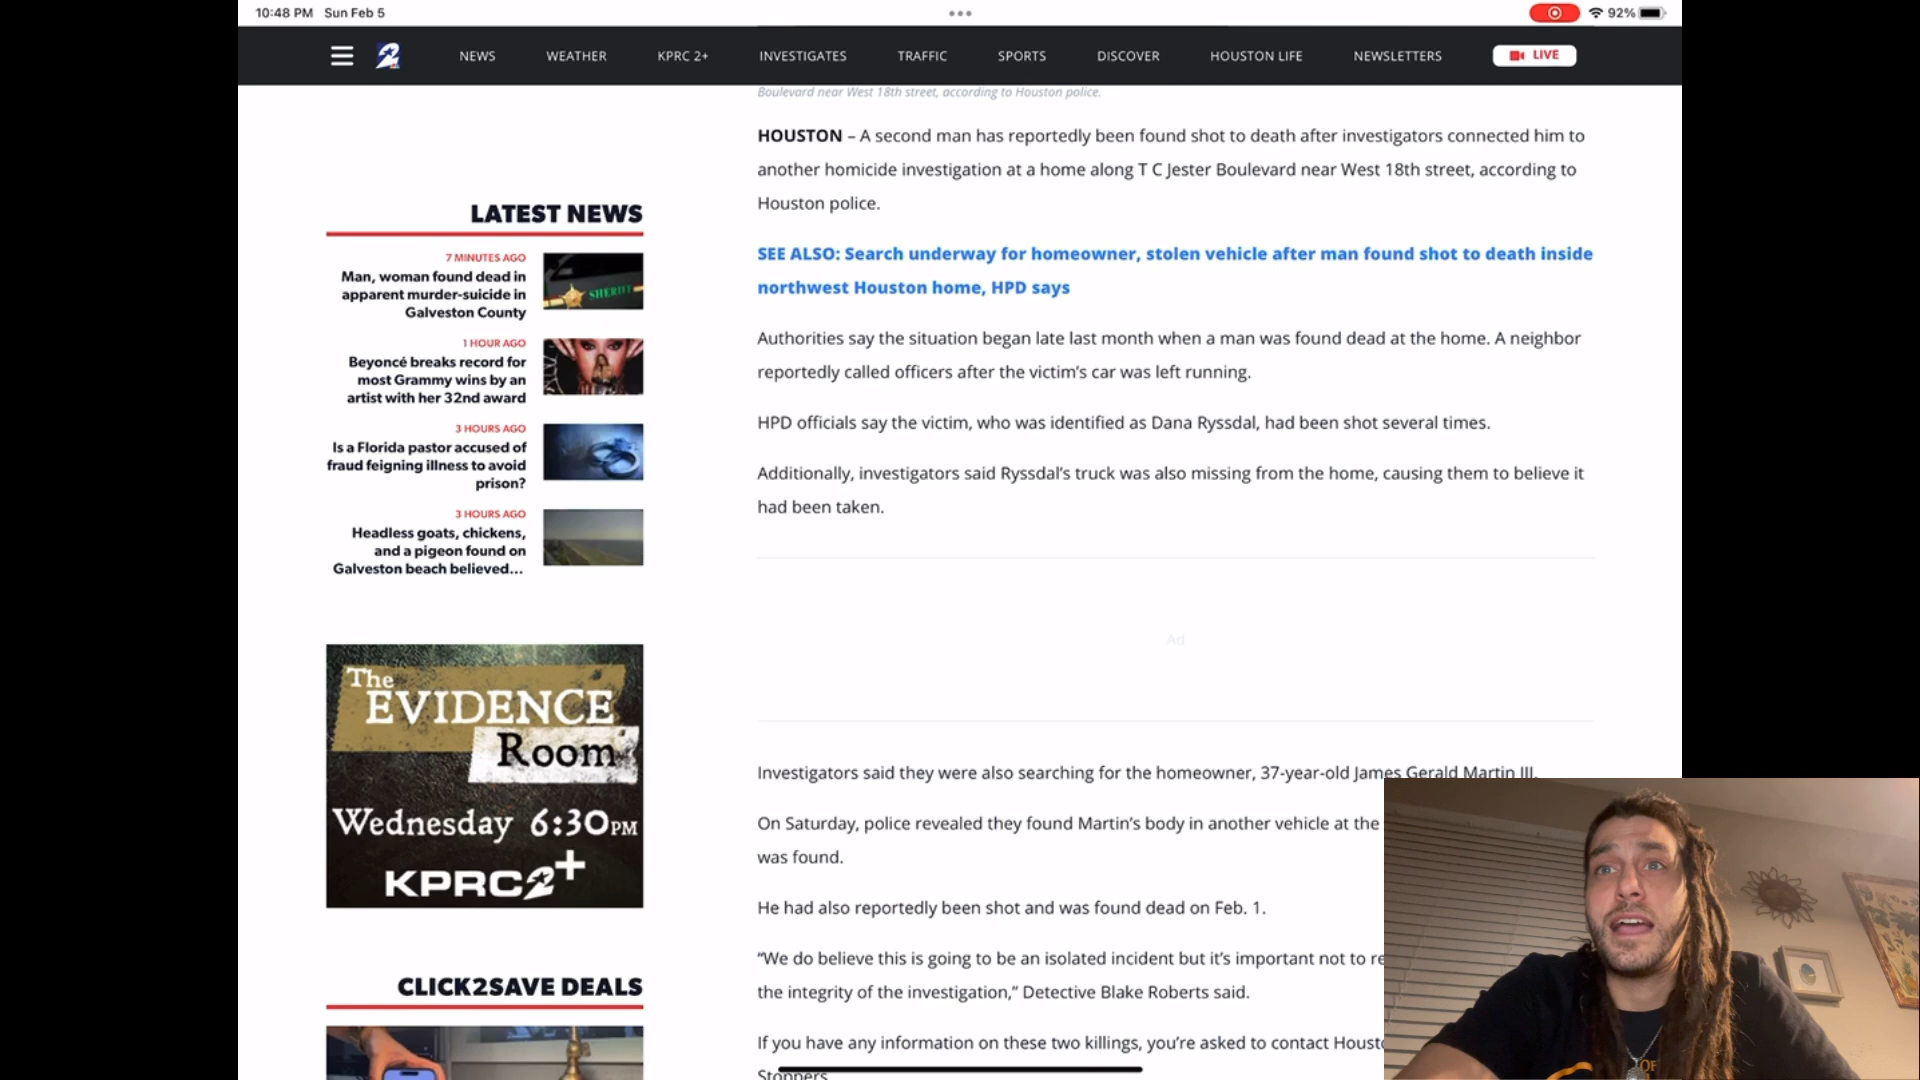 10:48 PM Sun Feb 5
92%
NEWS WEATHER KPRC 2+ INVESTIGATES TRAFFIC SPORTS DISCOVER HOUSTON LIFE NEWSLETTERS LIVE
Boulevard near West 18th street, according to Houston police.
HOUSTON – A second man has reportedly been found shot to death after investigators connected him to
another homicide investigation at a home along T C Jester Boulevard near West 18th street, according to
Houston police.
SEE ALSO: Search underway for homeowner, stolen vehicle after man found shot to death inside
northwest Houston home, HPD says
Authorities say the situation began late last month when a man was found dead at the home. A neighbor
reportedly called officers after the victim's car was left running.
HPD officials say the victim, who was identified as Dana Ryssdal, had been shot several times.
Additionally, investigators said Ryssdal's truck was also missing from the home, causing them to believe it
had been taken.
Ad
Investigators said they were also searching for the homeowner, 37-year-old James Gerald Martin III.
On Saturday, police revealed they found Martin's body in another vehicle at the
was found.
He had also reportedly been shot and was found dead on Feb. 1.
“We do believe this is going to be an isolated incident but it's important not to re
the integrity of the investigation,” Detective Blake Roberts said.
If you have any information on these two killings, you're asked to contact Housto
Stoppers
LATEST NEWS
7 MINUTES AGO
Man, woman found dead in
apparent murder-suicide in
Galveston County
SHERIFF
1 HOUR AGO
Beyoncé breaks record for
most Grammy wins by an
artist with her 32nd award
3 HOURS AGO
Is a Florida pastor accused of
fraud feigning illness to avoid
prison?
3 HOURS AGO
Headless goats, chickens,
and a pigeon found on
Galveston beach believed...
The
EVIDENCE
Room
Wednesday 6:30PM
KPRC2+
CLICK2SAVE DEALS
OF